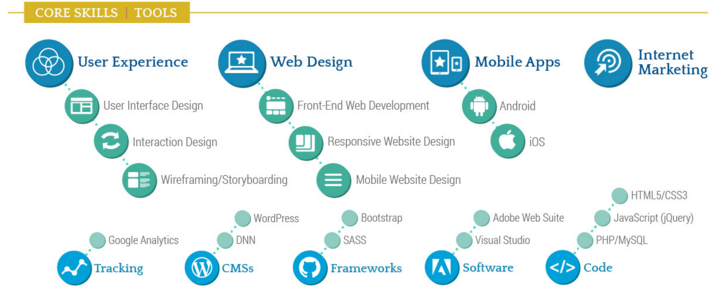 CORE SKILLS | TOOLS
User Experience
Web Design
Mobile Apps
Internet
Marketing
User Interface Design
Front-End Web Development
Android
Interaction Design
Responsive Website Design
iOS
Wireframing/Storyboarding
Mobile Website Design
HTML5/CSS3
WordPress
Bootstrap
Adobe Web Suite
JavaScript (jQuery)
Google Analytics
DNN
SASS
Visual Studio
PHP/MySQL
Tracking
CMSs
Frameworks
Software
Code